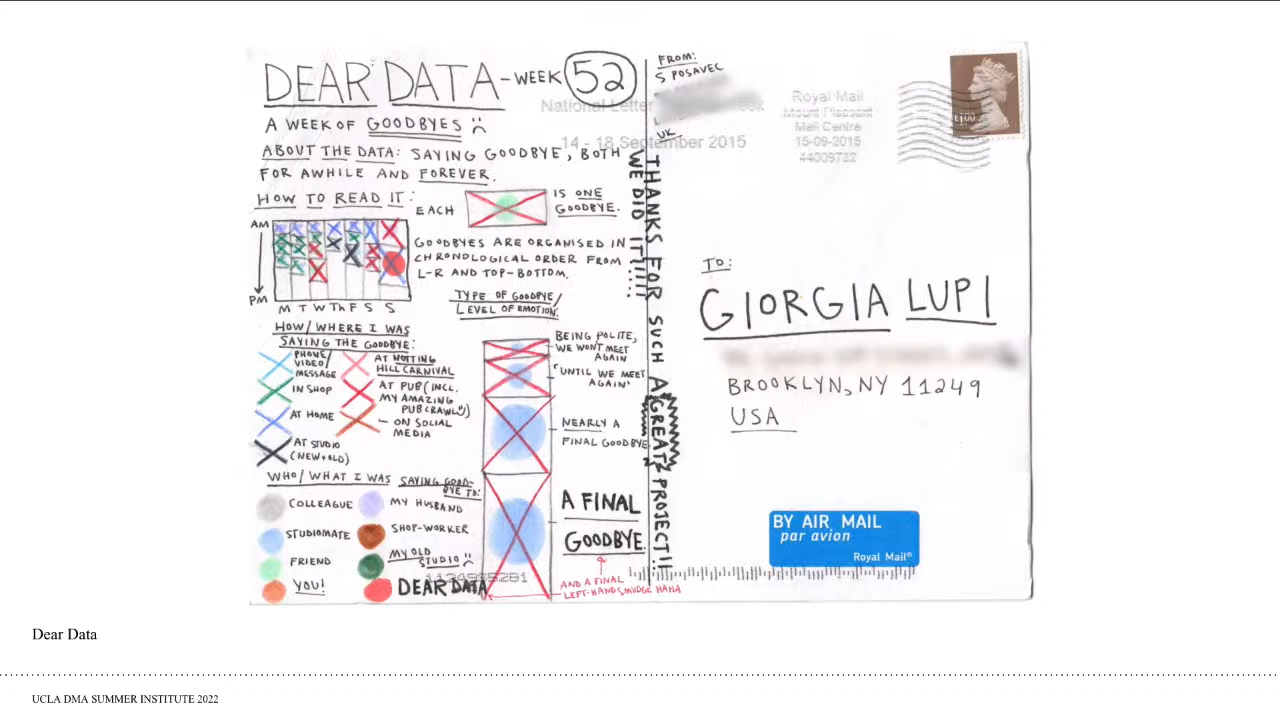 DEAR DATA - WEEK 52
A WEEK OF GOODBYES
ABOUT THE DATA: SAYING GOODBYE, BOTH
FOR AWHILE AND FOREVER.
HOW TO READ IT:
EACH
IS ONE
GOODBYE.
AM
PM
M T W Th F S S
GOODBYES ARE ORGANISED IN
CHRONOLOGICAL ORDER FROM
L-R AND TOP-BOTTOM.
TYPE OF GOODBYE/
LEVEL OF EMOTION:
HOW/WHERE I WAS
SAYING THE GOODBYE:
PHONE/
VIDEO/
MESSAGE
IN SHOP
AT HOME
AT STUDIO
(NEW+OLD)
AT NOTTING
HILL CARNIVAL
AT PUB (INCL.
MY AMAZING
PUBCRAWL)
ON SOCIAL
MEDIA
BEING POLITE,
WE WONT MEET
AGAIN
"UNTIL WE MEET
AGAIN"
NEARLY A
FINAL GOODBYE
A FINAL
GOODBYE.
AND A FINAL
LEFT-HAND SMUDGE HAHA
WHO/WHAT I WAS SAYING GOOD-
BYE TO:
COLLEAGUE
STUDIOMATE
FRIEND
YOU!
MY HUSBAND
SHOP-WORKER
MY OLD
STUDIO
DEAR DATA
WE DID IT!!!!!
THANKS FOR SUCH A GREAT PROJECT!!
FROM:
S POSAVEC
UK
National Letter
14 - 18 September 2015
Royal Mail
Mount Pleasant
Mail Centre
15-09-2015
44009732
£1.00
TO:
GIORGIA LUPI
BROOKLYN, NY 11249
USA
BY AIR MAIL
par avion
Royal Mail®
Dear Data
UCLA DMA SUMMER INSTITUTE 2022